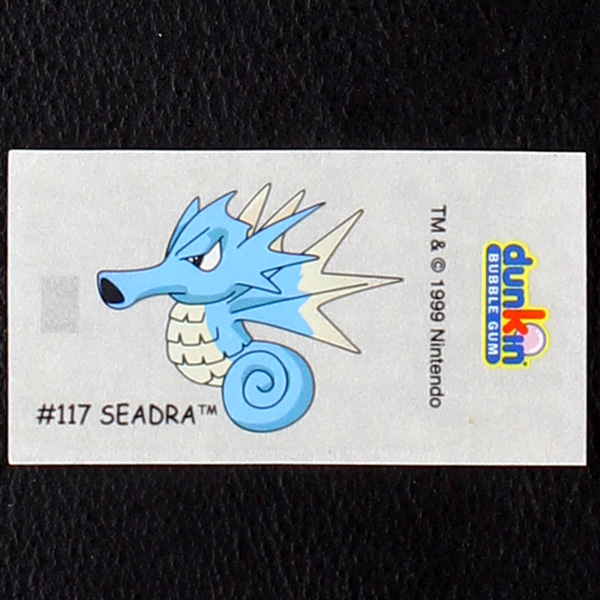 #117 SEADRA™
TM & © 1999 Nintendo
dunkin
BUBBLE GUM